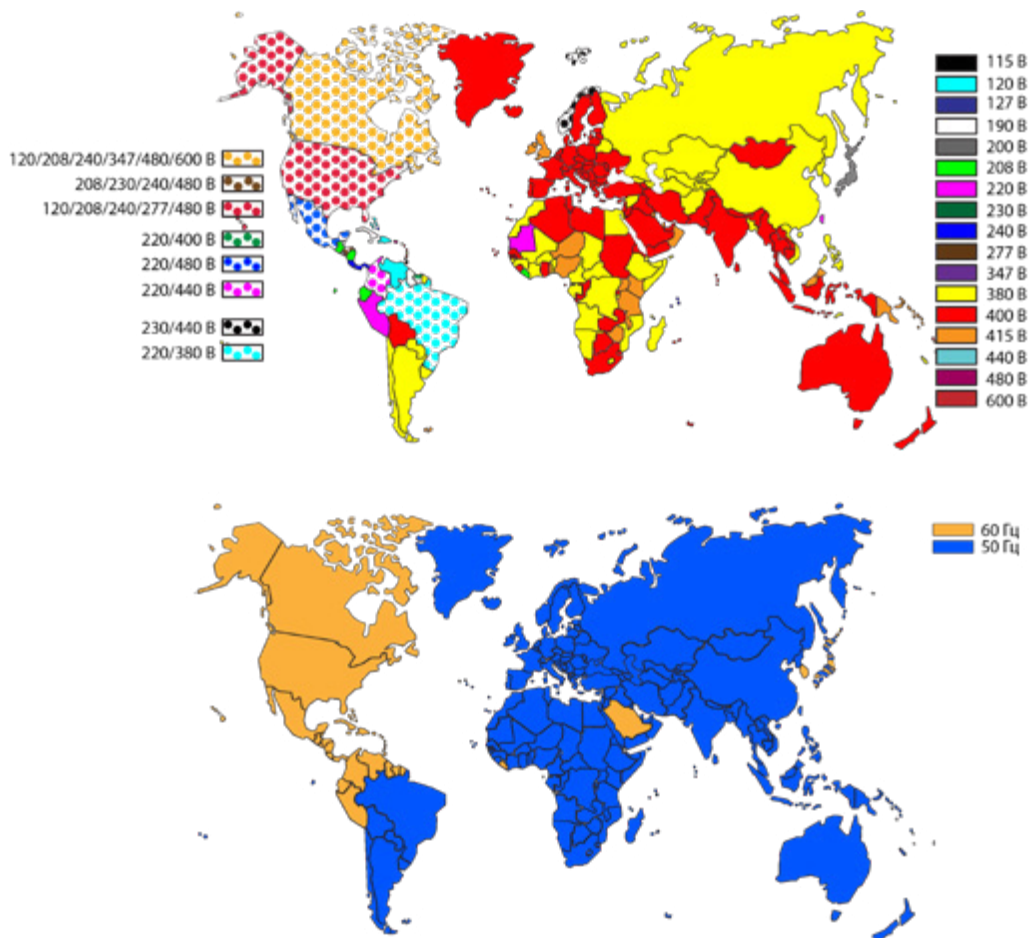 120/208/240/347/480/600 В
208/230/240/480 В
120/208/240/277/480 В
220/400 В
220/480 В
220/440 В
230/440 В
220/380 В
115 В
120 В
127 В
190 В
200 В
208 В
220 В
230 В
240 В
277 В
347 В
380 В
400 В
415 В
440 В
480 В
600 В
60 Гц
50 Гц